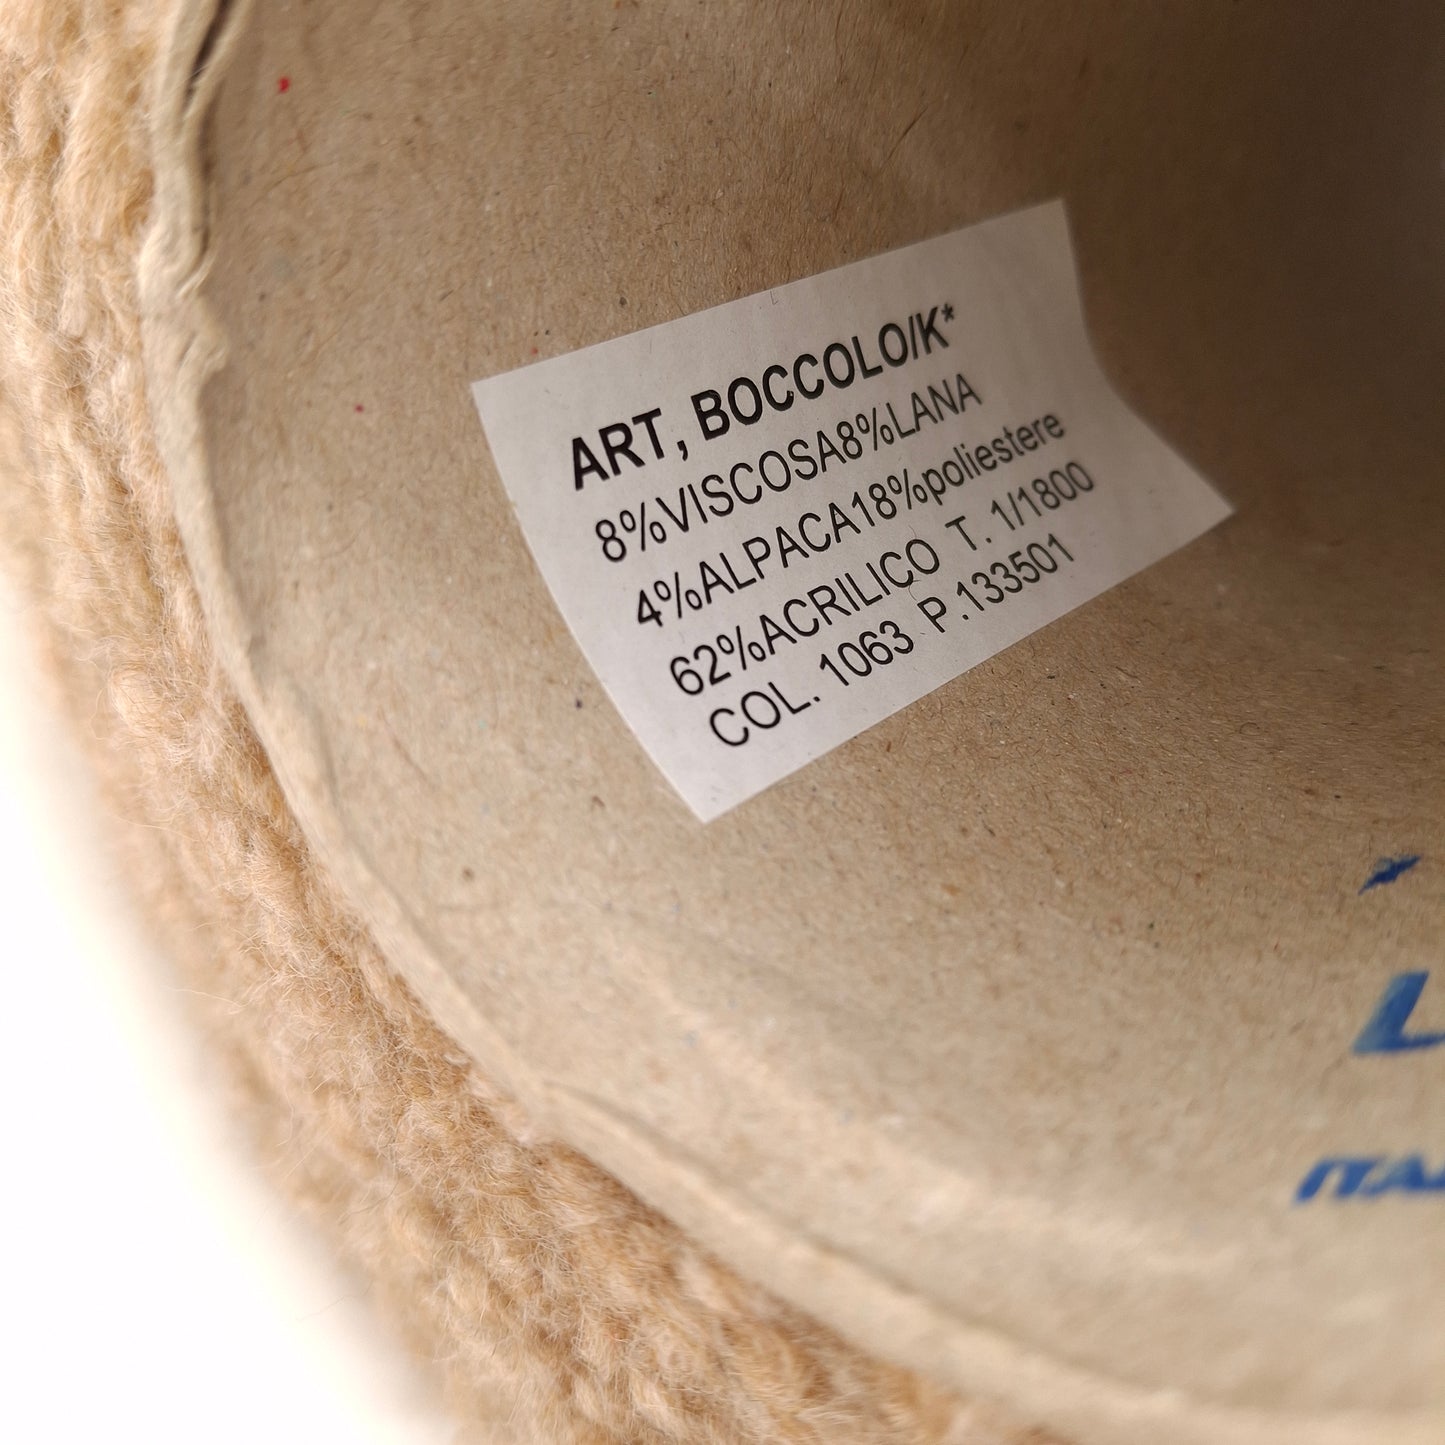 ART, BOCCOLO/K*
8%VISCOSA8%LANA
4%ALPACA18%poliestere
62%ACRILICO T. 1/1800
COL. 1063 P.133501